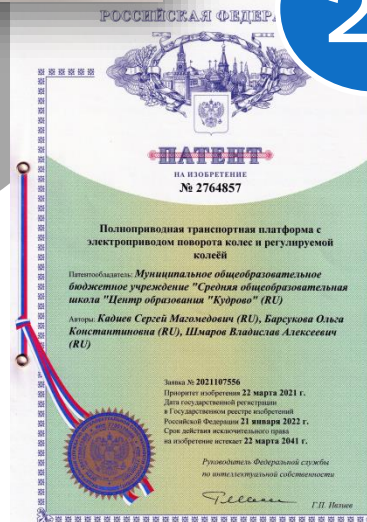 РОССИЙСКАЯ ФЕДЕР
2
ПАТЕНТ
НА ИЗОБРЕТЕНИЕ
№ 2764857
Полноприводная транспортная платформа с
электроприводом поворота колес и регулируемой
колеёй
Патентообладатель: Муниципальное общеобразовательное
бюджетное учреждение "Средняя общеобразовательная
школа "Центр образования "Кудрово" (RU)
Авторы: Кадиев Сергей Магомедович (RU), Барсукова Ольга
Константиновна (RU), Шмаров Владислав Алексеевич
(RU)
Заявка № 2021107556
Приоритет изобретения 22 марта 2021 г.
Дата государственной регистрации
в Государственном реестре изобретений
Российской Федерации 21 января 2022 г.
Срок действия исключительного права
на изобретение истекает 22 марта 2041 г.
Руководитель Федеральной службы
по интеллектуальной собственности
Г.П. Ивлиев